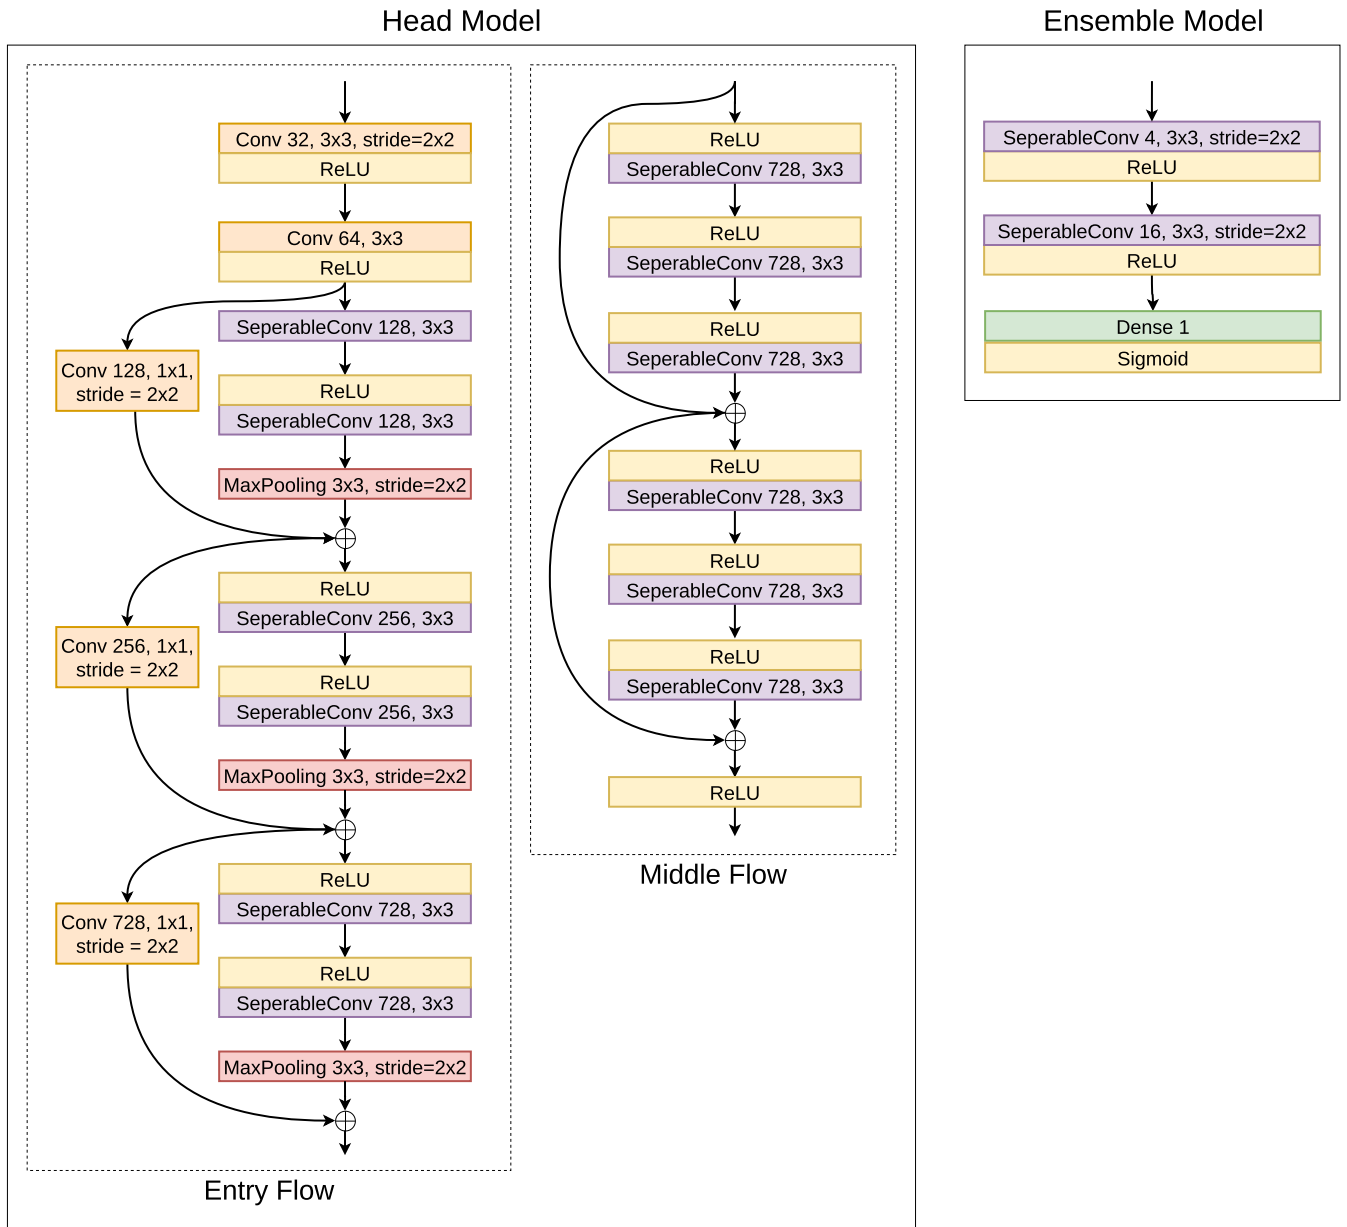 Head Model
Conv 32, 3x3, stride=2x2
ReLU
Conv 64, 3x3
ReLU
SeperableConv 128, 3x3
Conv 128, 1x1,
stride = 2x2
ReLU
SeperableConv 128, 3x3
MaxPooling 3x3, stride=2x2
ReLU
SeperableConv 256, 3x3
Conv 256, 1x1,
stride = 2x2
ReLU
SeperableConv 256, 3x3
MaxPooling 3x3, stride=2x2
ReLU
SeperableConv 728, 3x3
Conv 728, 1x1,
stride = 2x2
ReLU
SeperableConv 728, 3x3
MaxPooling 3x3, stride=2x2
Entry Flow
ReLU
SeperableConv 728, 3x3
ReLU
SeperableConv 728, 3x3
ReLU
SeperableConv 728, 3x3
ReLU
SeperableConv 728, 3x3
ReLU
SeperableConv 728, 3x3
ReLU
SeperableConv 728, 3x3
ReLU
Middle Flow
Ensemble Model
SeperableConv 4, 3x3, stride=2x2
ReLU
SeperableConv 16, 3x3, stride=2x2
ReLU
Dense 1
Sigmoid